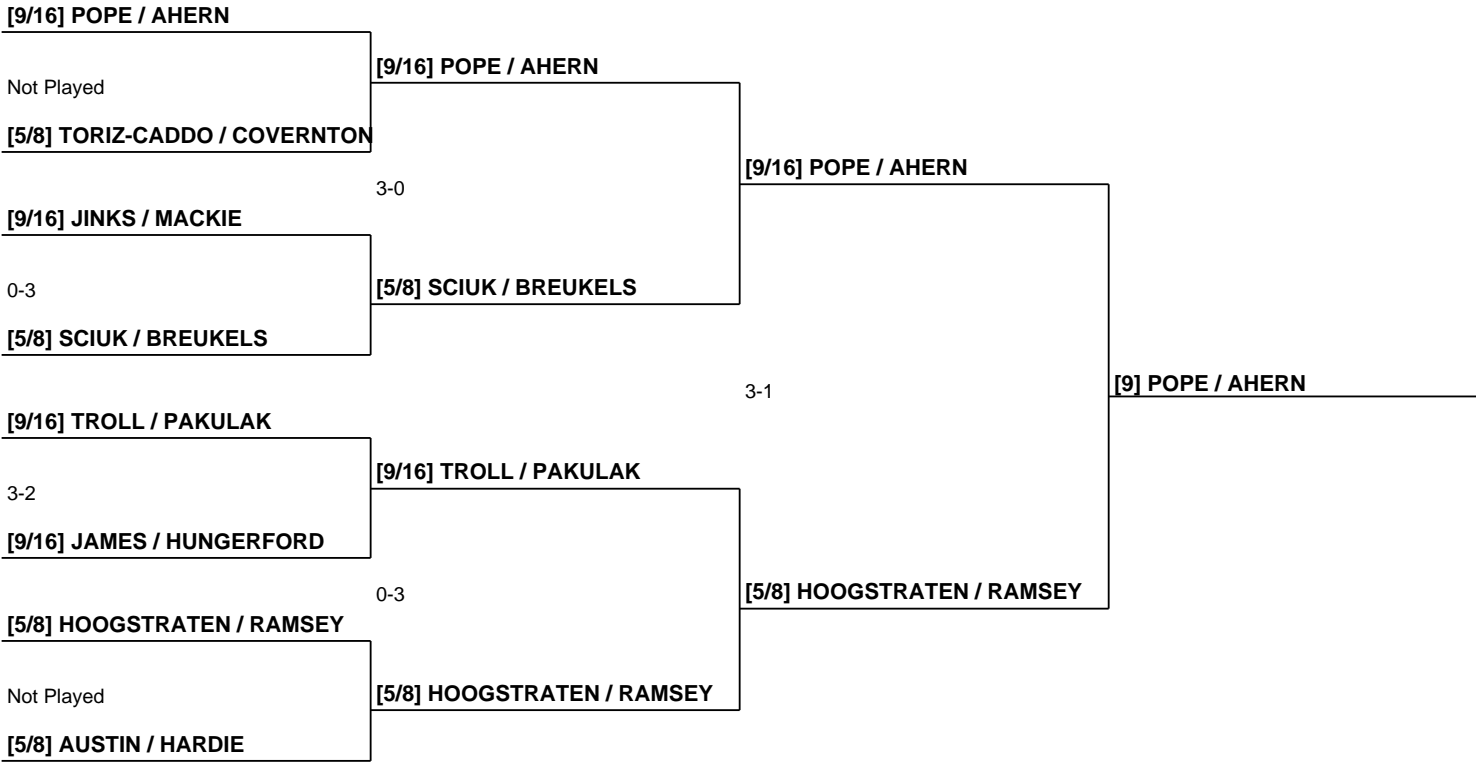 [9/16] POPE / AHERN
Not Played
[5/8] TORIZ-CADDO / COVERNTON
[9/16] JINKS / MACKIE
0-3
[5/8] SCIUK / BREUKELS
[9/16] TROLL / PAKULAK
3-2
[9/16] JAMES / HUNGERFORD
[5/8] HOOGSTRATEN / RAMSEY
Not Played
[5/8] AUSTIN / HARDIE
[9/16] POPE / AHERN
3-0
[5/8] SCIUK / BREUKELS
[9/16] TROLL / PAKULAK
0-3
[5/8] HOOGSTRATEN / RAMSEY
[9/16] POPE / AHERN
3-1
[5/8] HOOGSTRATEN / RAMSEY
[9] POPE / AHERN